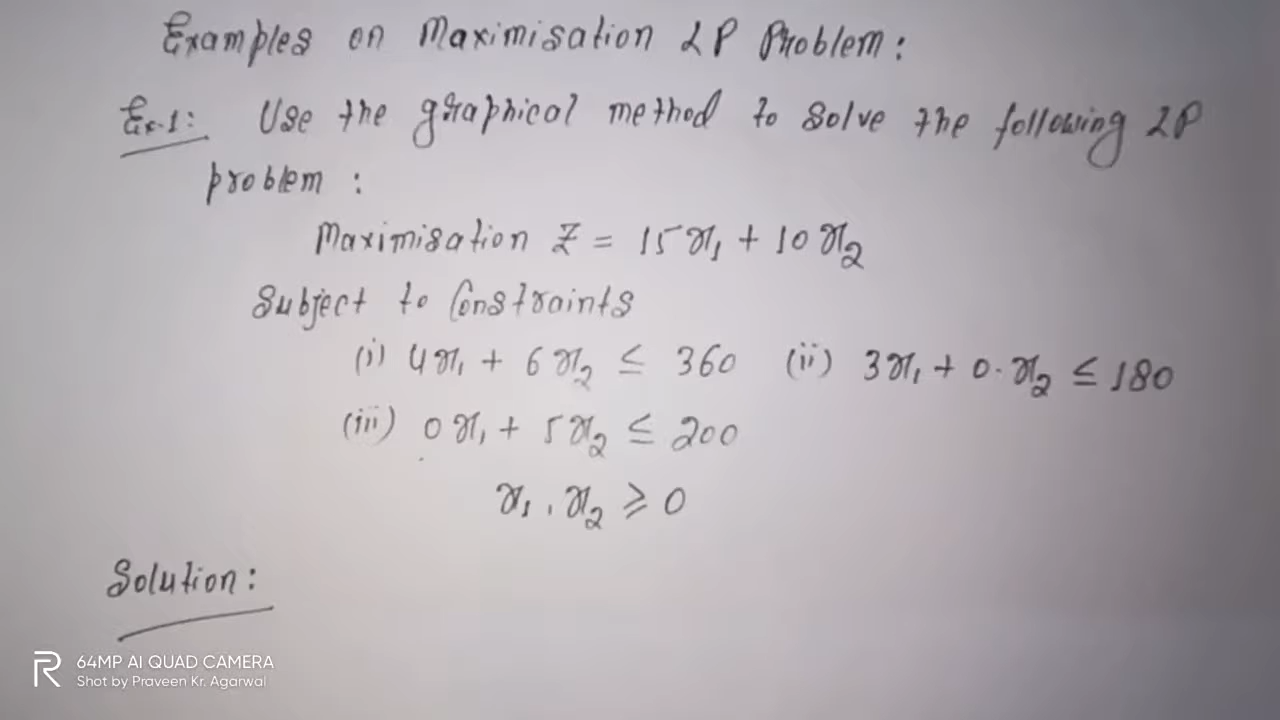 Examples on Maximisation LP Problem:
Ex-1: Use the graphical method to solve the following LP
problem :
Maximisation Z = 15x₁ + 10x₂
Subject to Constraints
(i) 4x₁ + 6x₂ ≤ 360 (ii) 3x₁ + 0·x₂ ≤ 180
(iii) 0x₁ + 5x₂ ≤ 200
x₁, x₂ ≥ 0
Solution:
64MP AI QUAD CAMERA
Shot by Praveen Kr. Agarwal